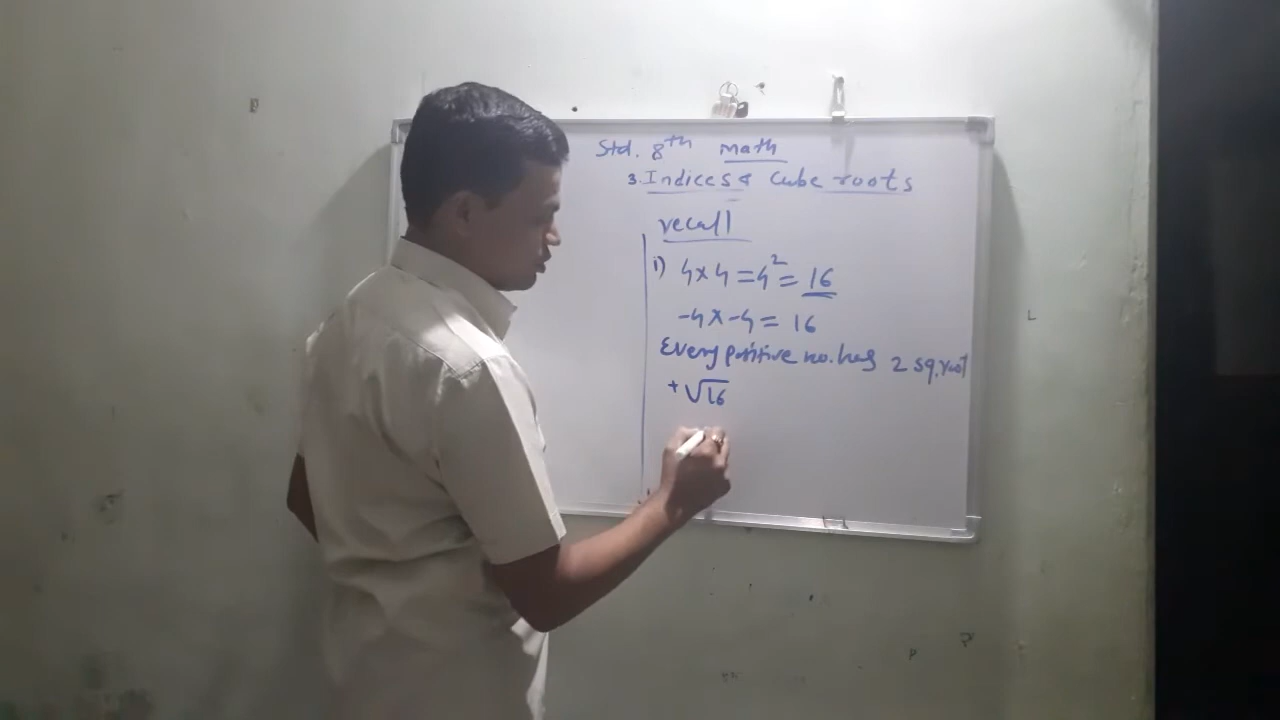 Std. 8th Math
3. Indices & Cube roots
recall
i) 4×4 = 4² = 16
-4×-4 = 16
Every positive no. has 2 sq. root
+√16